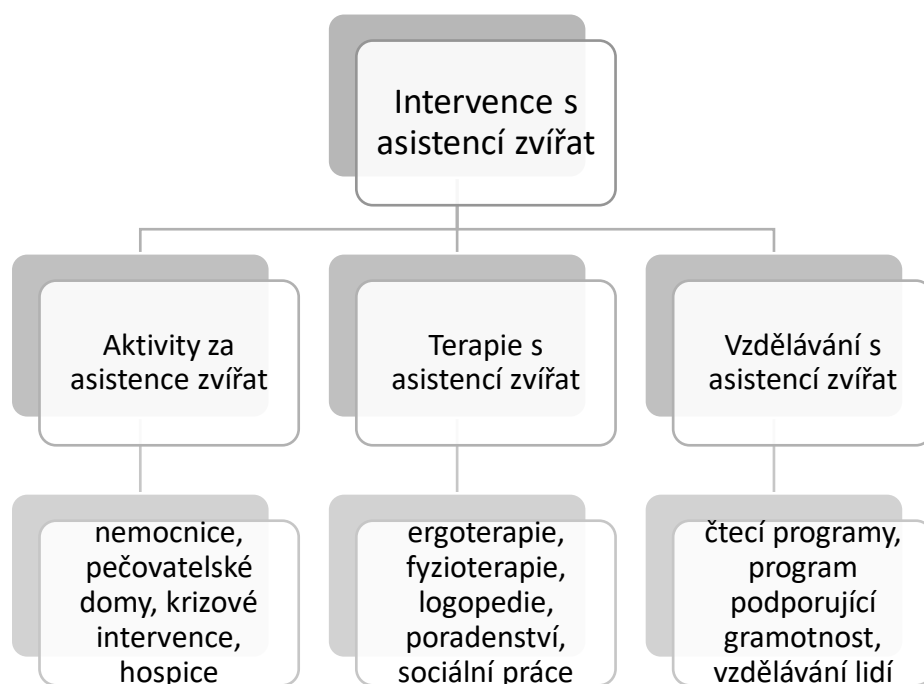 Intervence s
asistencí zvířat
Aktivity za
asistence zvířat
Terapie s
asistencí zvířat
Vzdělávání s
asistencí zvířat
nemocnice,
pečovatelské
domy, krizové
intervence,
hospice
ergoterapie,
fyzioterapie,
logopedie,
poradenství,
sociální práce
čtecí programy,
program
podporující
gramotnost,
vzdělávání lidí